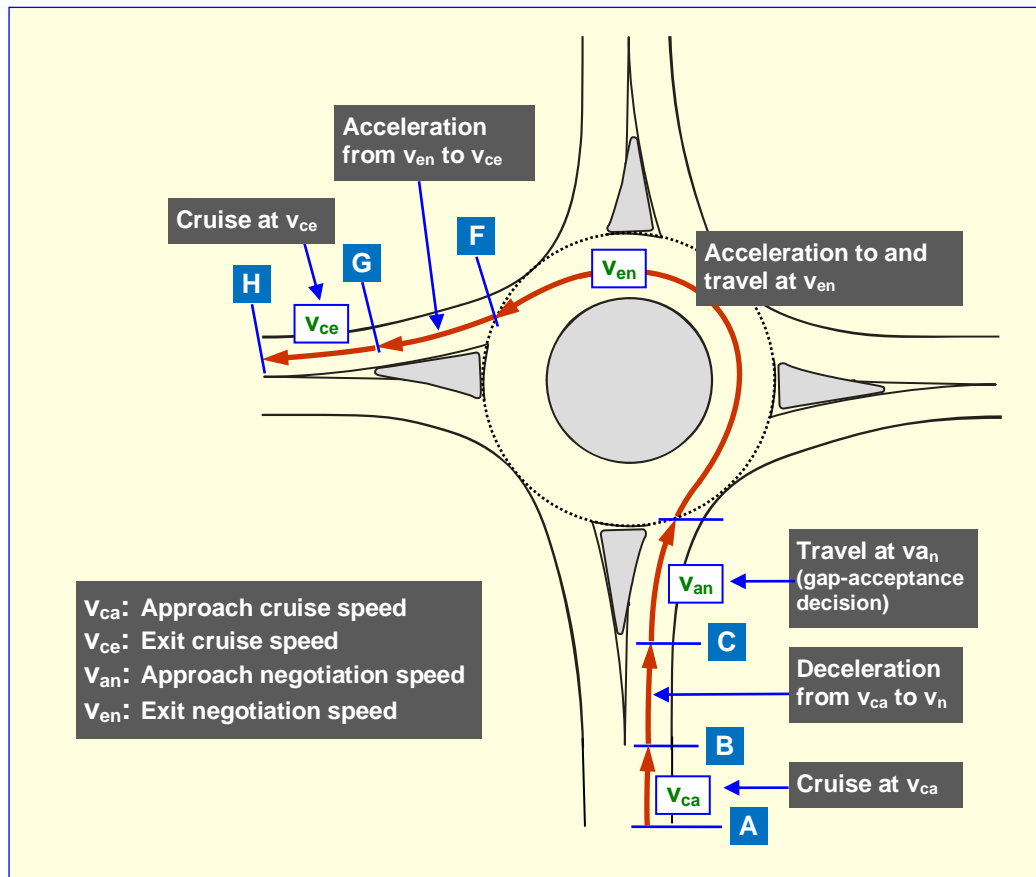 Acceleration
from ven to vce
Cruise at vce
F
G
H
ven
Acceleration to and
travel at ven
vce
Travel at van
(gap-acceptance
decision)
van
C
vca: Approach cruise speed
vce: Exit cruise speed
van: Approach negotiation speed
ven: Exit negotiation speed
Deceleration
from vca to vn
B
Cruise at vca
vca
A